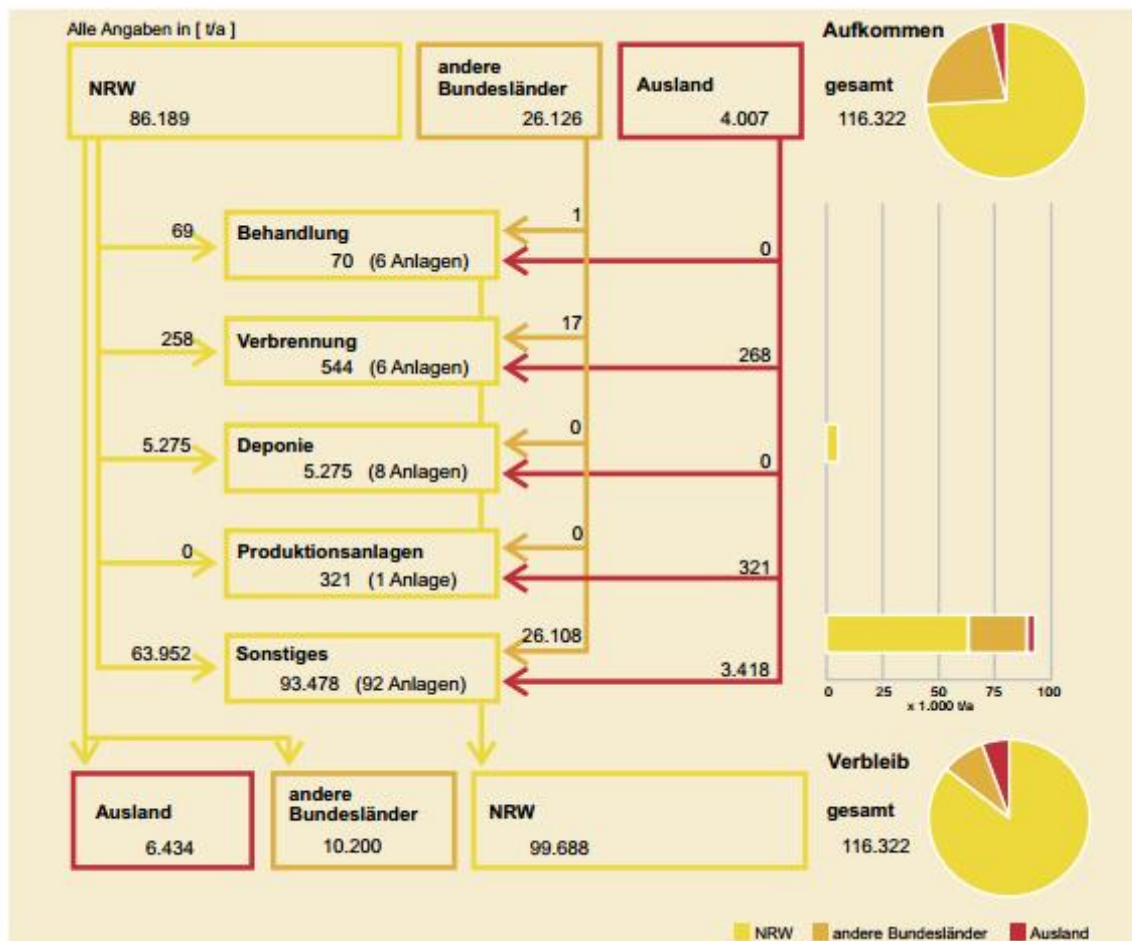 Alle Angaben in [ t/a ]
NRW
86.189
andere
Bundesländer
26.126
Ausland
4.007
Aufkommen
gesamt
116.322
69
Behandlung
70 (6 Anlagen)
1
0
258
Verbrennung
544 (6 Anlagen)
17
268
5.275
Deponie
5.275 (8 Anlagen)
0
0
0
Produktionsanlagen
321 (1 Anlage)
0
321
63.952
Sonstiges
93.478 (92 Anlagen)
26.108
3.418
0 25 50 75 100
x 1.000 t/a
Ausland
6.434
andere
Bundesländer
10.200
NRW
99.688
Verbleib
gesamt
116.322
NRW andere Bundesländer Ausland